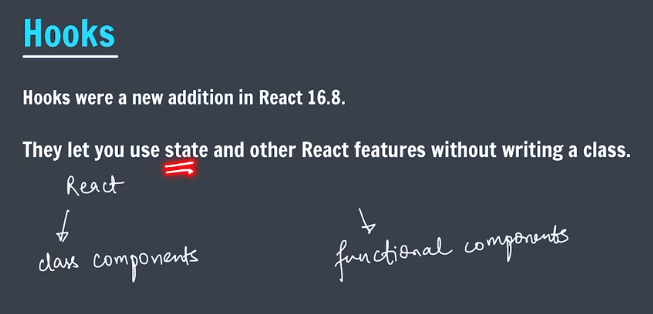 Hooks
Hooks were a new addition in React 16.8.
They let you use state and other React features without writing a class.
React
class components
functional components